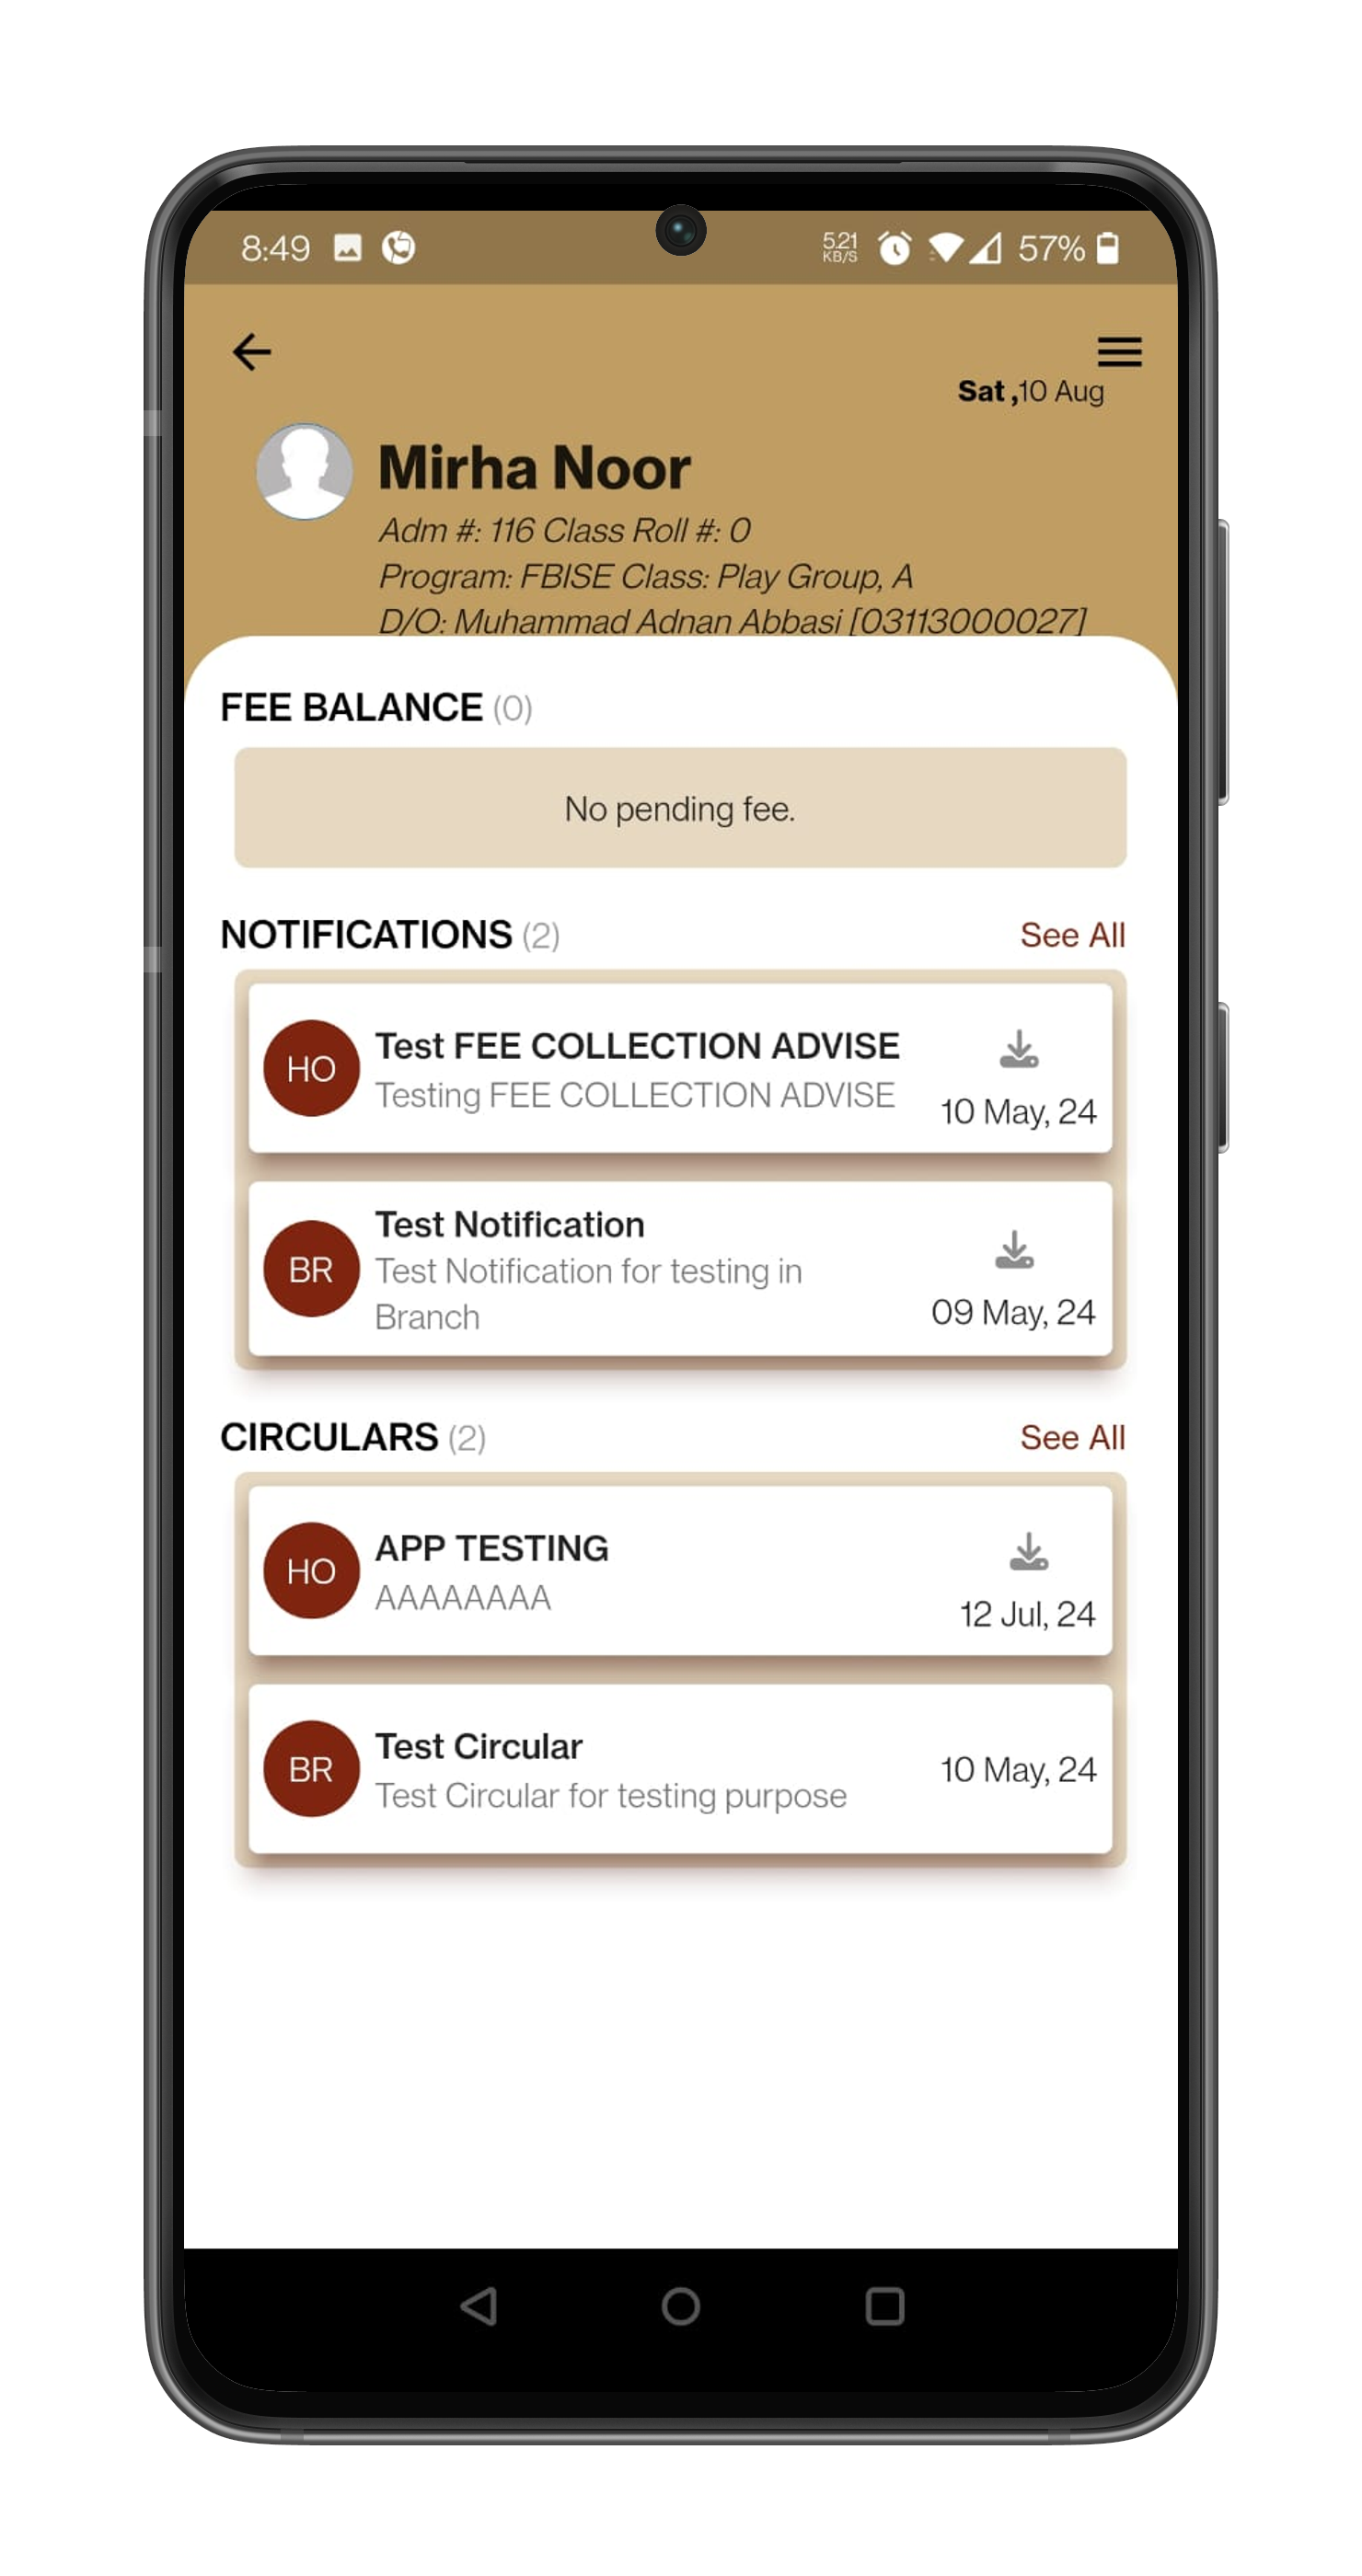 8:49 5.21 KB/S 57%
Sat ,10 Aug
Mirha Noor
Adm #: 116 Class Roll #: 0
Program: FBISE Class: Play Group, A
D/O: Muhammad Adnan Abbasi [03113000027]
FEE BALANCE (0)
No pending fee.
NOTIFICATIONS (2) See All
HO
Test FEE COLLECTION ADVISE
Testing FEE COLLECTION ADVISE
10 May, 24
BR
Test Notification
Test Notification for testing in
Branch
09 May, 24
CIRCULARS (2) See All
HO
APP TESTING
AAAAAAAA
12 Jul, 24
BR
Test Circular
Test Circular for testing purpose
10 May, 24